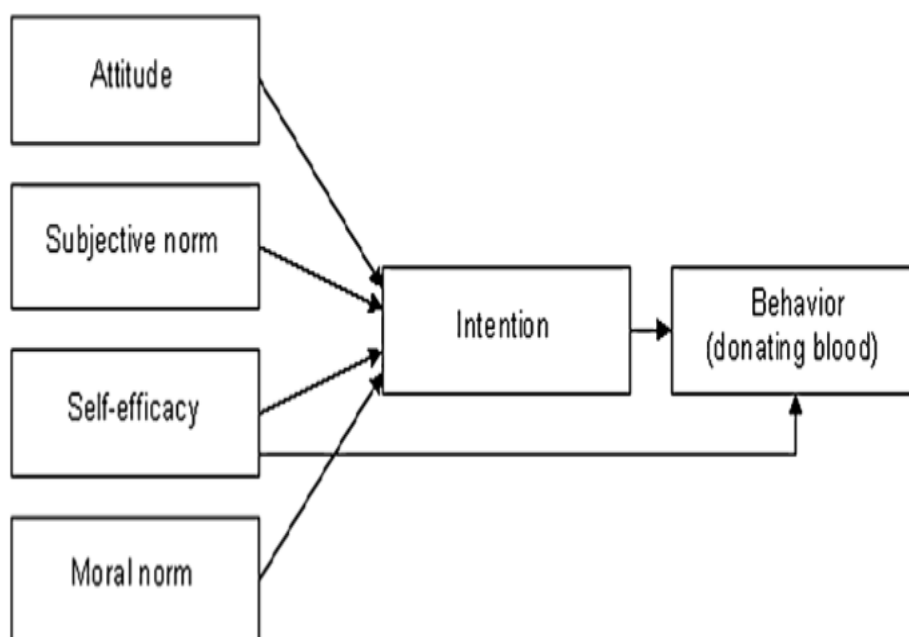 Attitude
Subjective norm
Self-efficacy
Moral norm
Intention
Behavior
(donating blood)